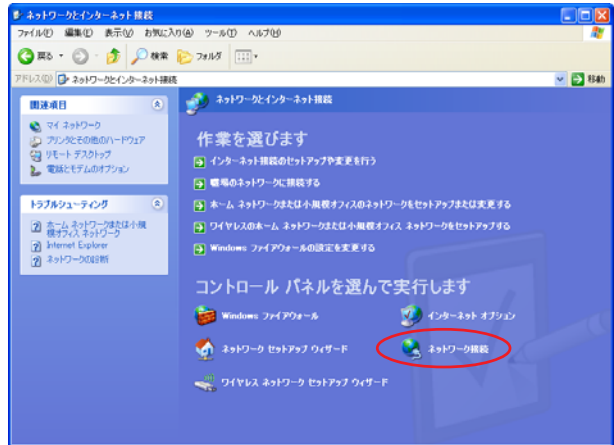 ネットワークとインターネット接続
ファイル(F) 編集(E) 表示(V) お気に入り(A) ツール(T) ヘルプ(H)
戻る 検索 フォルダ
アドレス(D) ネットワークとインターネット接続 移動
関連項目
マイ ネットワーク
プリンタとその他のハードウェア
リモート デスクトップ
電話とモデムのオプション
トラブルシューティング
ホーム ネットワークまたは小規
模オフィス ネットワーク
Internet Explorer
ネットワークの診断
ネットワークとインターネット接続
作業を選びます
インターネット接続のセットアップや変更を行う
職場のネットワークに接続する
ホーム ネットワークまたは小規模オフィスのネットワークをセットアップまたは変更する
ワイヤレスのホーム ネットワークまたは小規模オフィス ネットワークをセットアップする
Windows ファイアウォールの設定を変更する
コントロール パネルを選んで実行します
Windows ファイアウォール インターネット オプション
ネットワーク セットアップ ウィザード ネットワーク接続
ワイヤレス ネットワーク セットアップ ウィザード